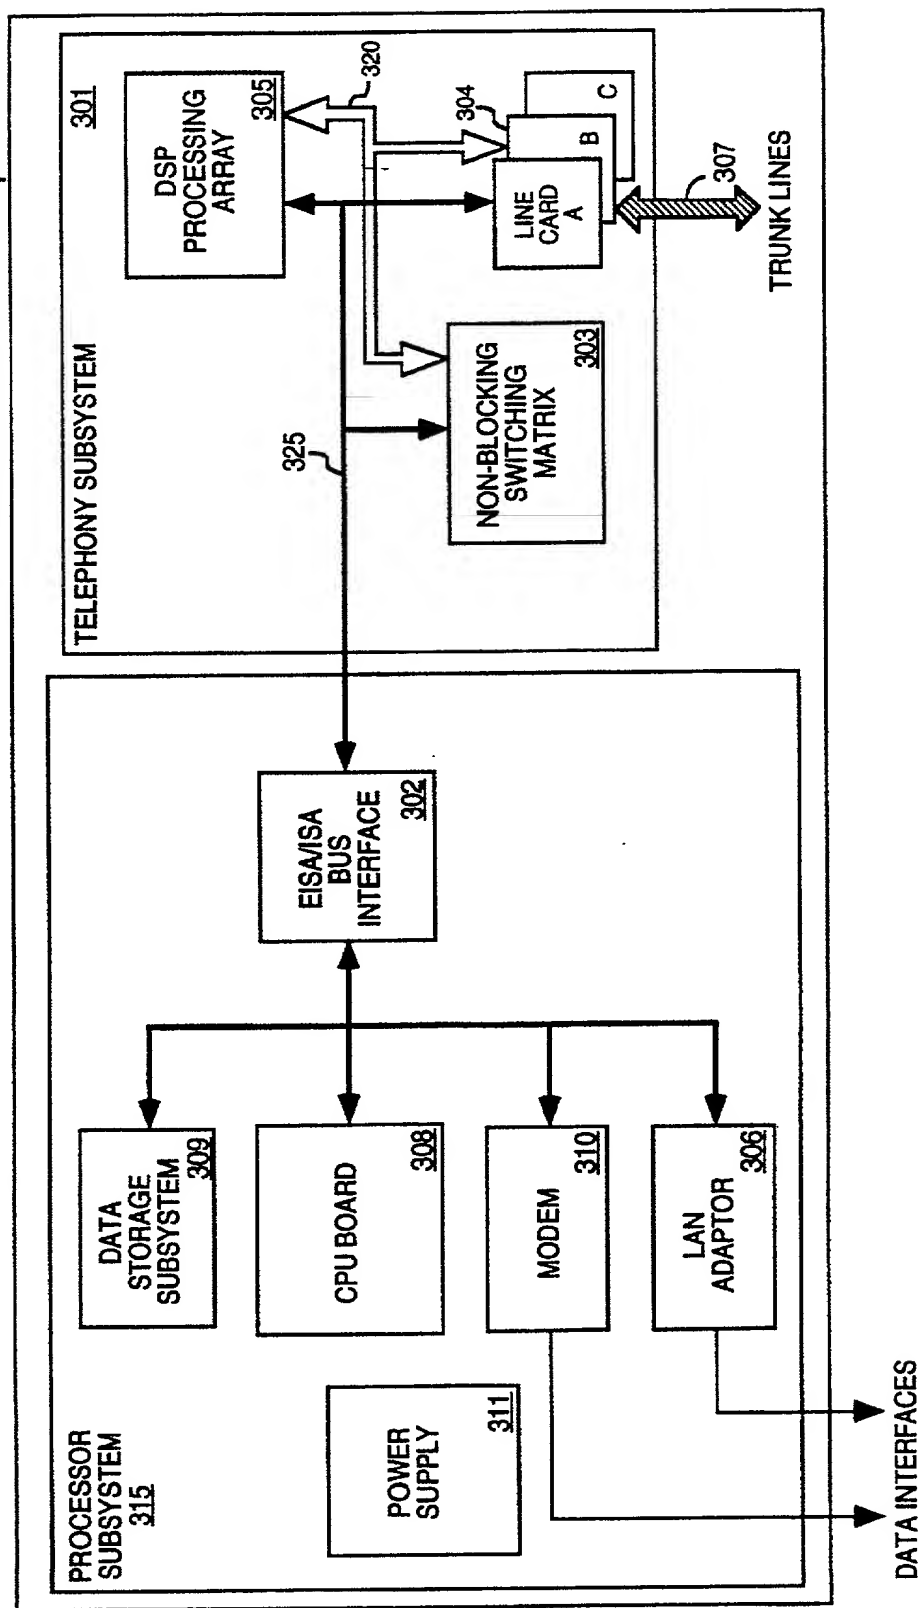 PROCESSOR
SUBSYSTEM
315
POWER
SUPPLY
311
DATA
STORAGE
SUBSYSTEM
309
CPU BOARD
308
MODEM
310
LAN
ADAPTOR
306
DATA INTERFACES
EISA/ISA
BUS
INTERFACE
302
TELEPHONY SUBSYSTEM
301
325
NON-BLOCKING
SWITCHING
MATRIX
303
DSP
PROCESSING
ARRAY
305
320
304
LINE
CARD
A
B
C
307
TRUNK LINES